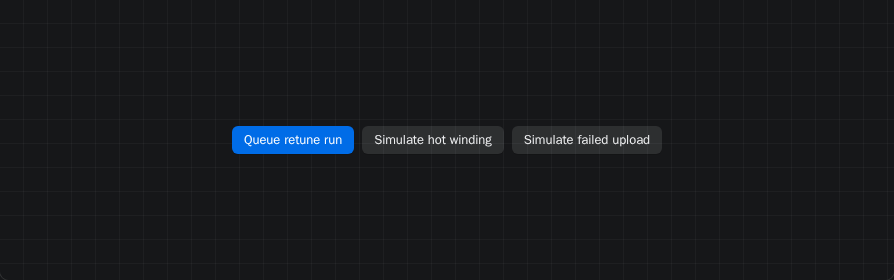 Queue retune run
Simulate hot winding
Simulate failed upload